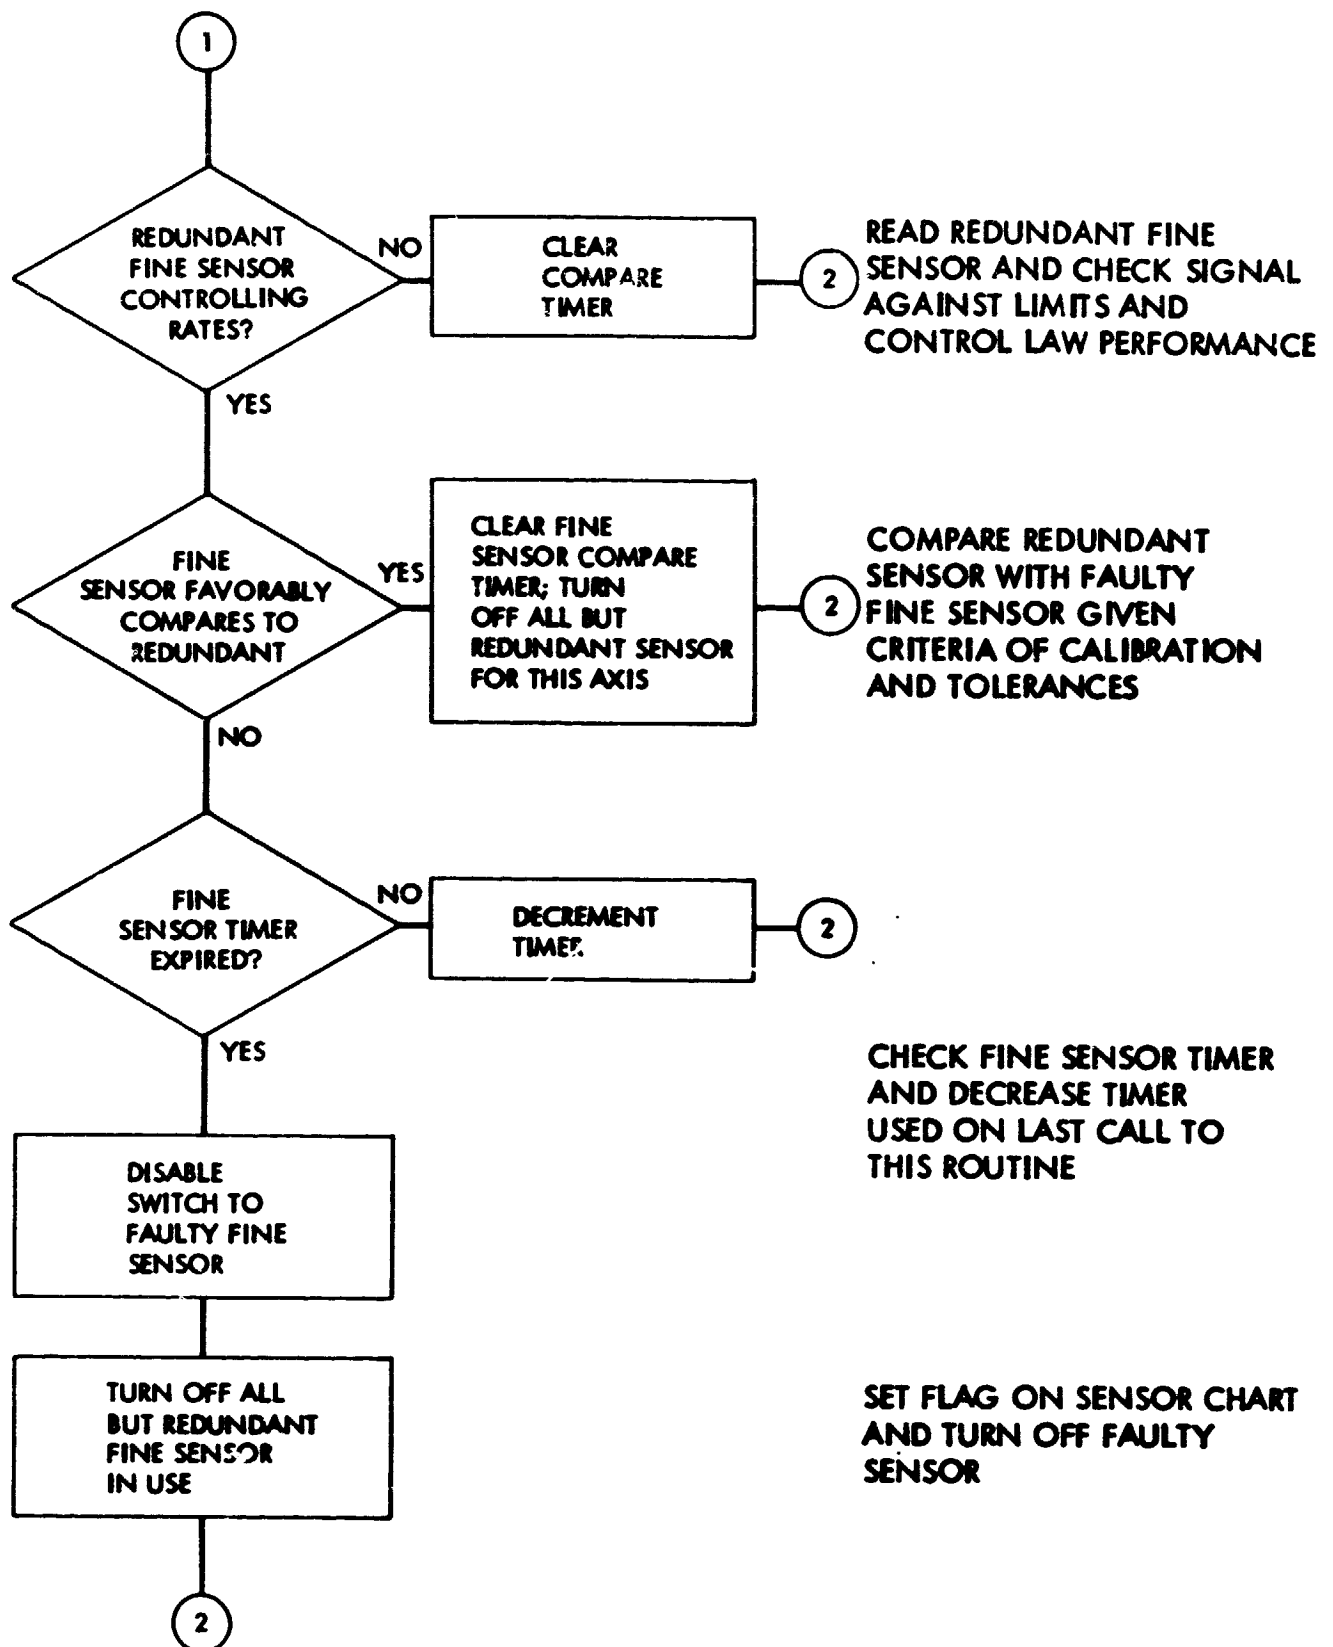 1
REDUNDANT
FINE SENSOR
CONTROLLING
RATES?
NO
CLEAR
COMPARE
TIMER
2
READ REDUNDANT FINE
SENSOR AND CHECK SIGNAL
AGAINST LIMITS AND
CONTROL LAW PERFORMANCE
YES
FINE
SENSOR FAVORABLY
COMPARES TO
REDUNDANT
YES
CLEAR FINE
SENSOR COMPARE
TIMER; TURN
OFF ALL BUT
REDUNDANT SENSOR
FOR THIS AXIS
2
COMPARE REDUNDANT
SENSOR WITH FAULTY
FINE SENSOR GIVEN
CRITERIA OF CALIBRATION
AND TOLERANCES
NO
FINE
SENSOR TIMER
EXPIRED?
NO
DECREMENT
TIMER
2
YES
CHECK FINE SENSOR TIMER
AND DECREASE TIMER
USED ON LAST CALL TO
THIS ROUTINE
DISABLE
SWITCH TO
FAULTY FINE
SENSOR
TURN OFF ALL
BUT REDUNDANT
FINE SENSOR
IN USE
SET FLAG ON SENSOR CHART
AND TURN OFF FAULTY
SENSOR
2